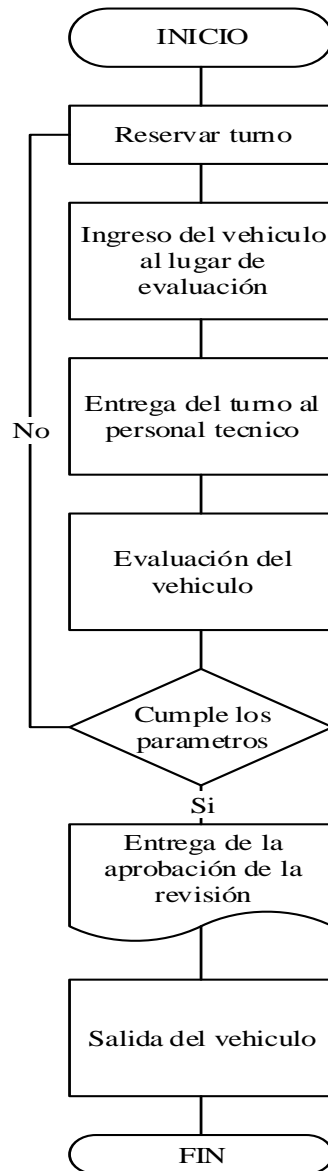 INICIO
Reservar turno
Ingreso del vehiculo
al lugar de
evaluación
Entrega del turno al
personal tecnico
No
Evaluación del
vehiculo
Cumple los
parametros
Si
Entrega de la
aprobación de la
revisión
Salida del vehiculo
FIN